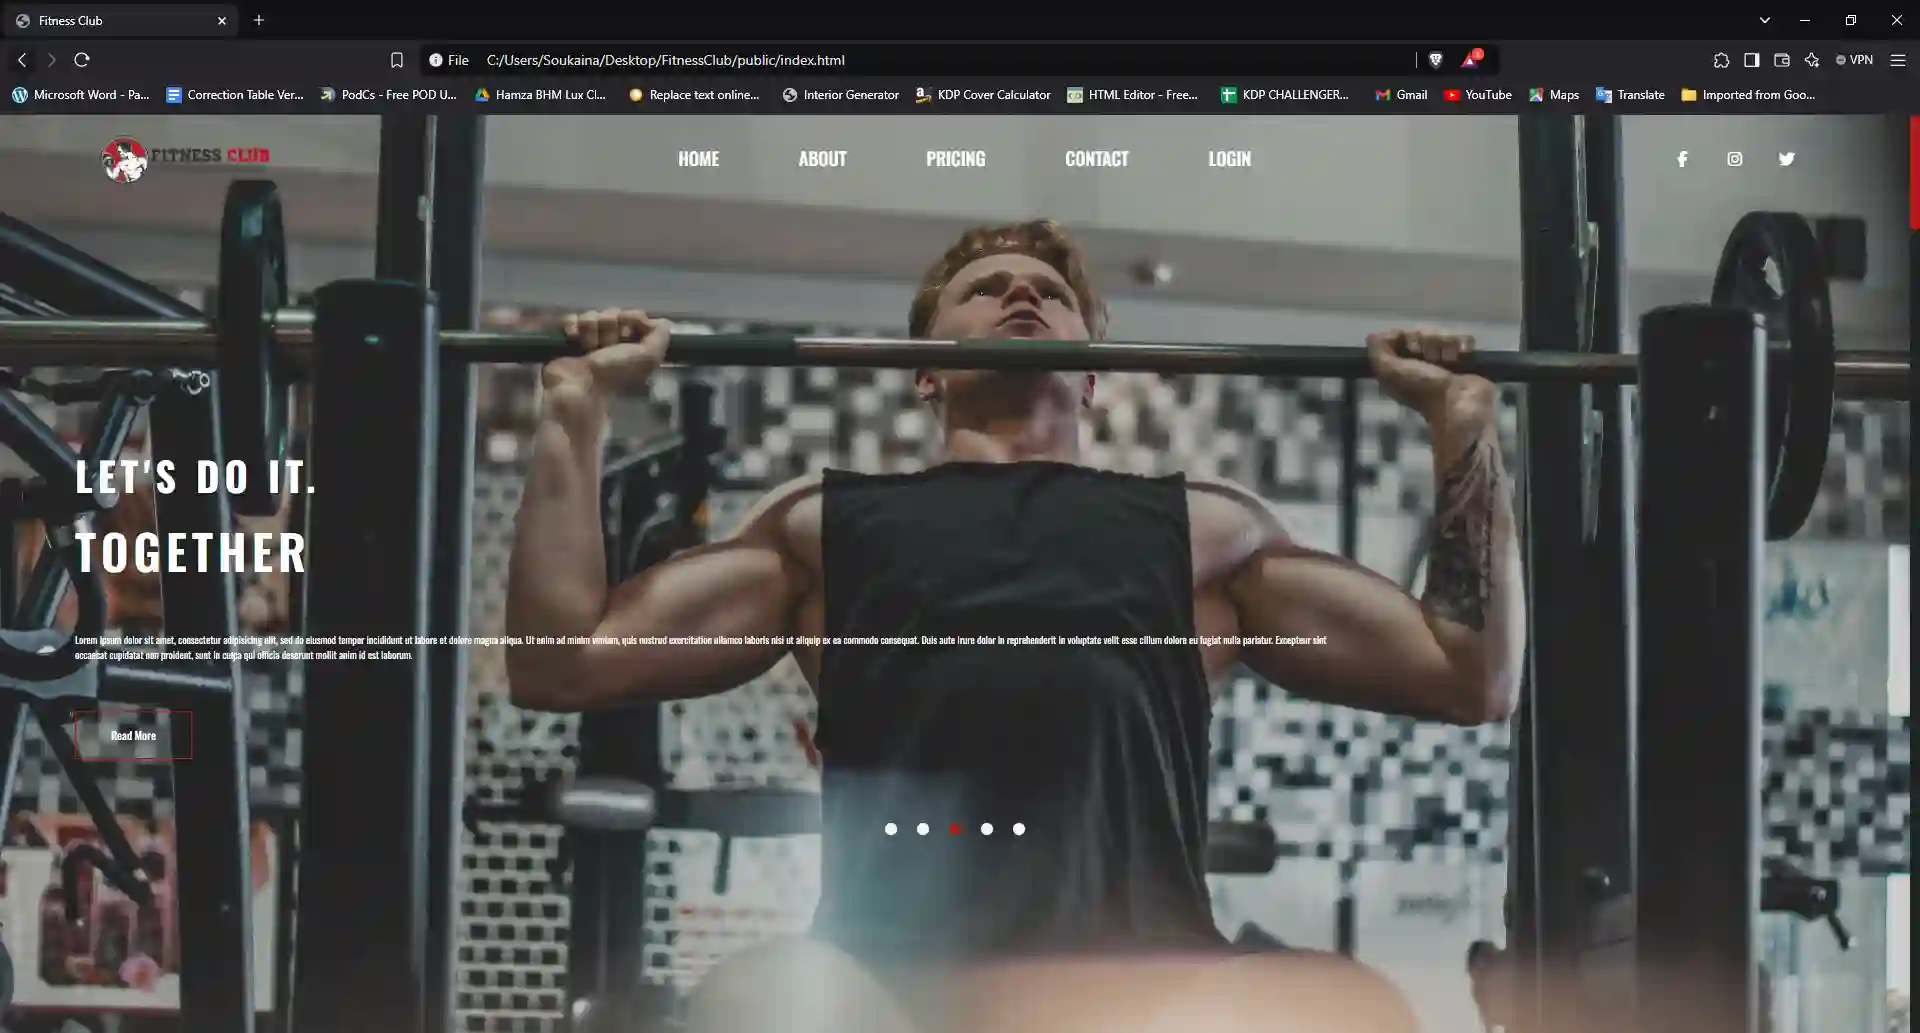 Fitness Club
File C:/Users/Soukaina/Desktop/FitnessClub/public/index.html
VPN
Microsoft Word - Pa...
Correction Table Ver...
PodCs - Free POD U...
Hamza BHM Lux Cl...
Replace text online...
Interior Generator
KDP Cover Calculator
HTML Editor - Free...
KDP CHALLENGER...
Gmail
YouTube
Maps
Translate
Imported from Goo...
FITNESS CLUB
HOME ABOUT PRICING CONTACT LOGIN
LET'S DO IT.
TOGETHER
Lorem ipsum dolor sit amet, consectetur adipisicing elit, sed do eiusmod tempor incididunt ut labore et dolore magna aliqua. Ut enim ad minim veniam, quis nostrud exercitation ullamco laboris nisi ut aliquip ex ea commodo consequat. Duis aute irure dolor in reprehenderit in voluptate velit esse cillum dolore eu fugiat nulla pariatur. Excepteur sint
occaecat cupidatat non proident, sunt in culpa qui officia deserunt mollit anim id est laborum.
Read More